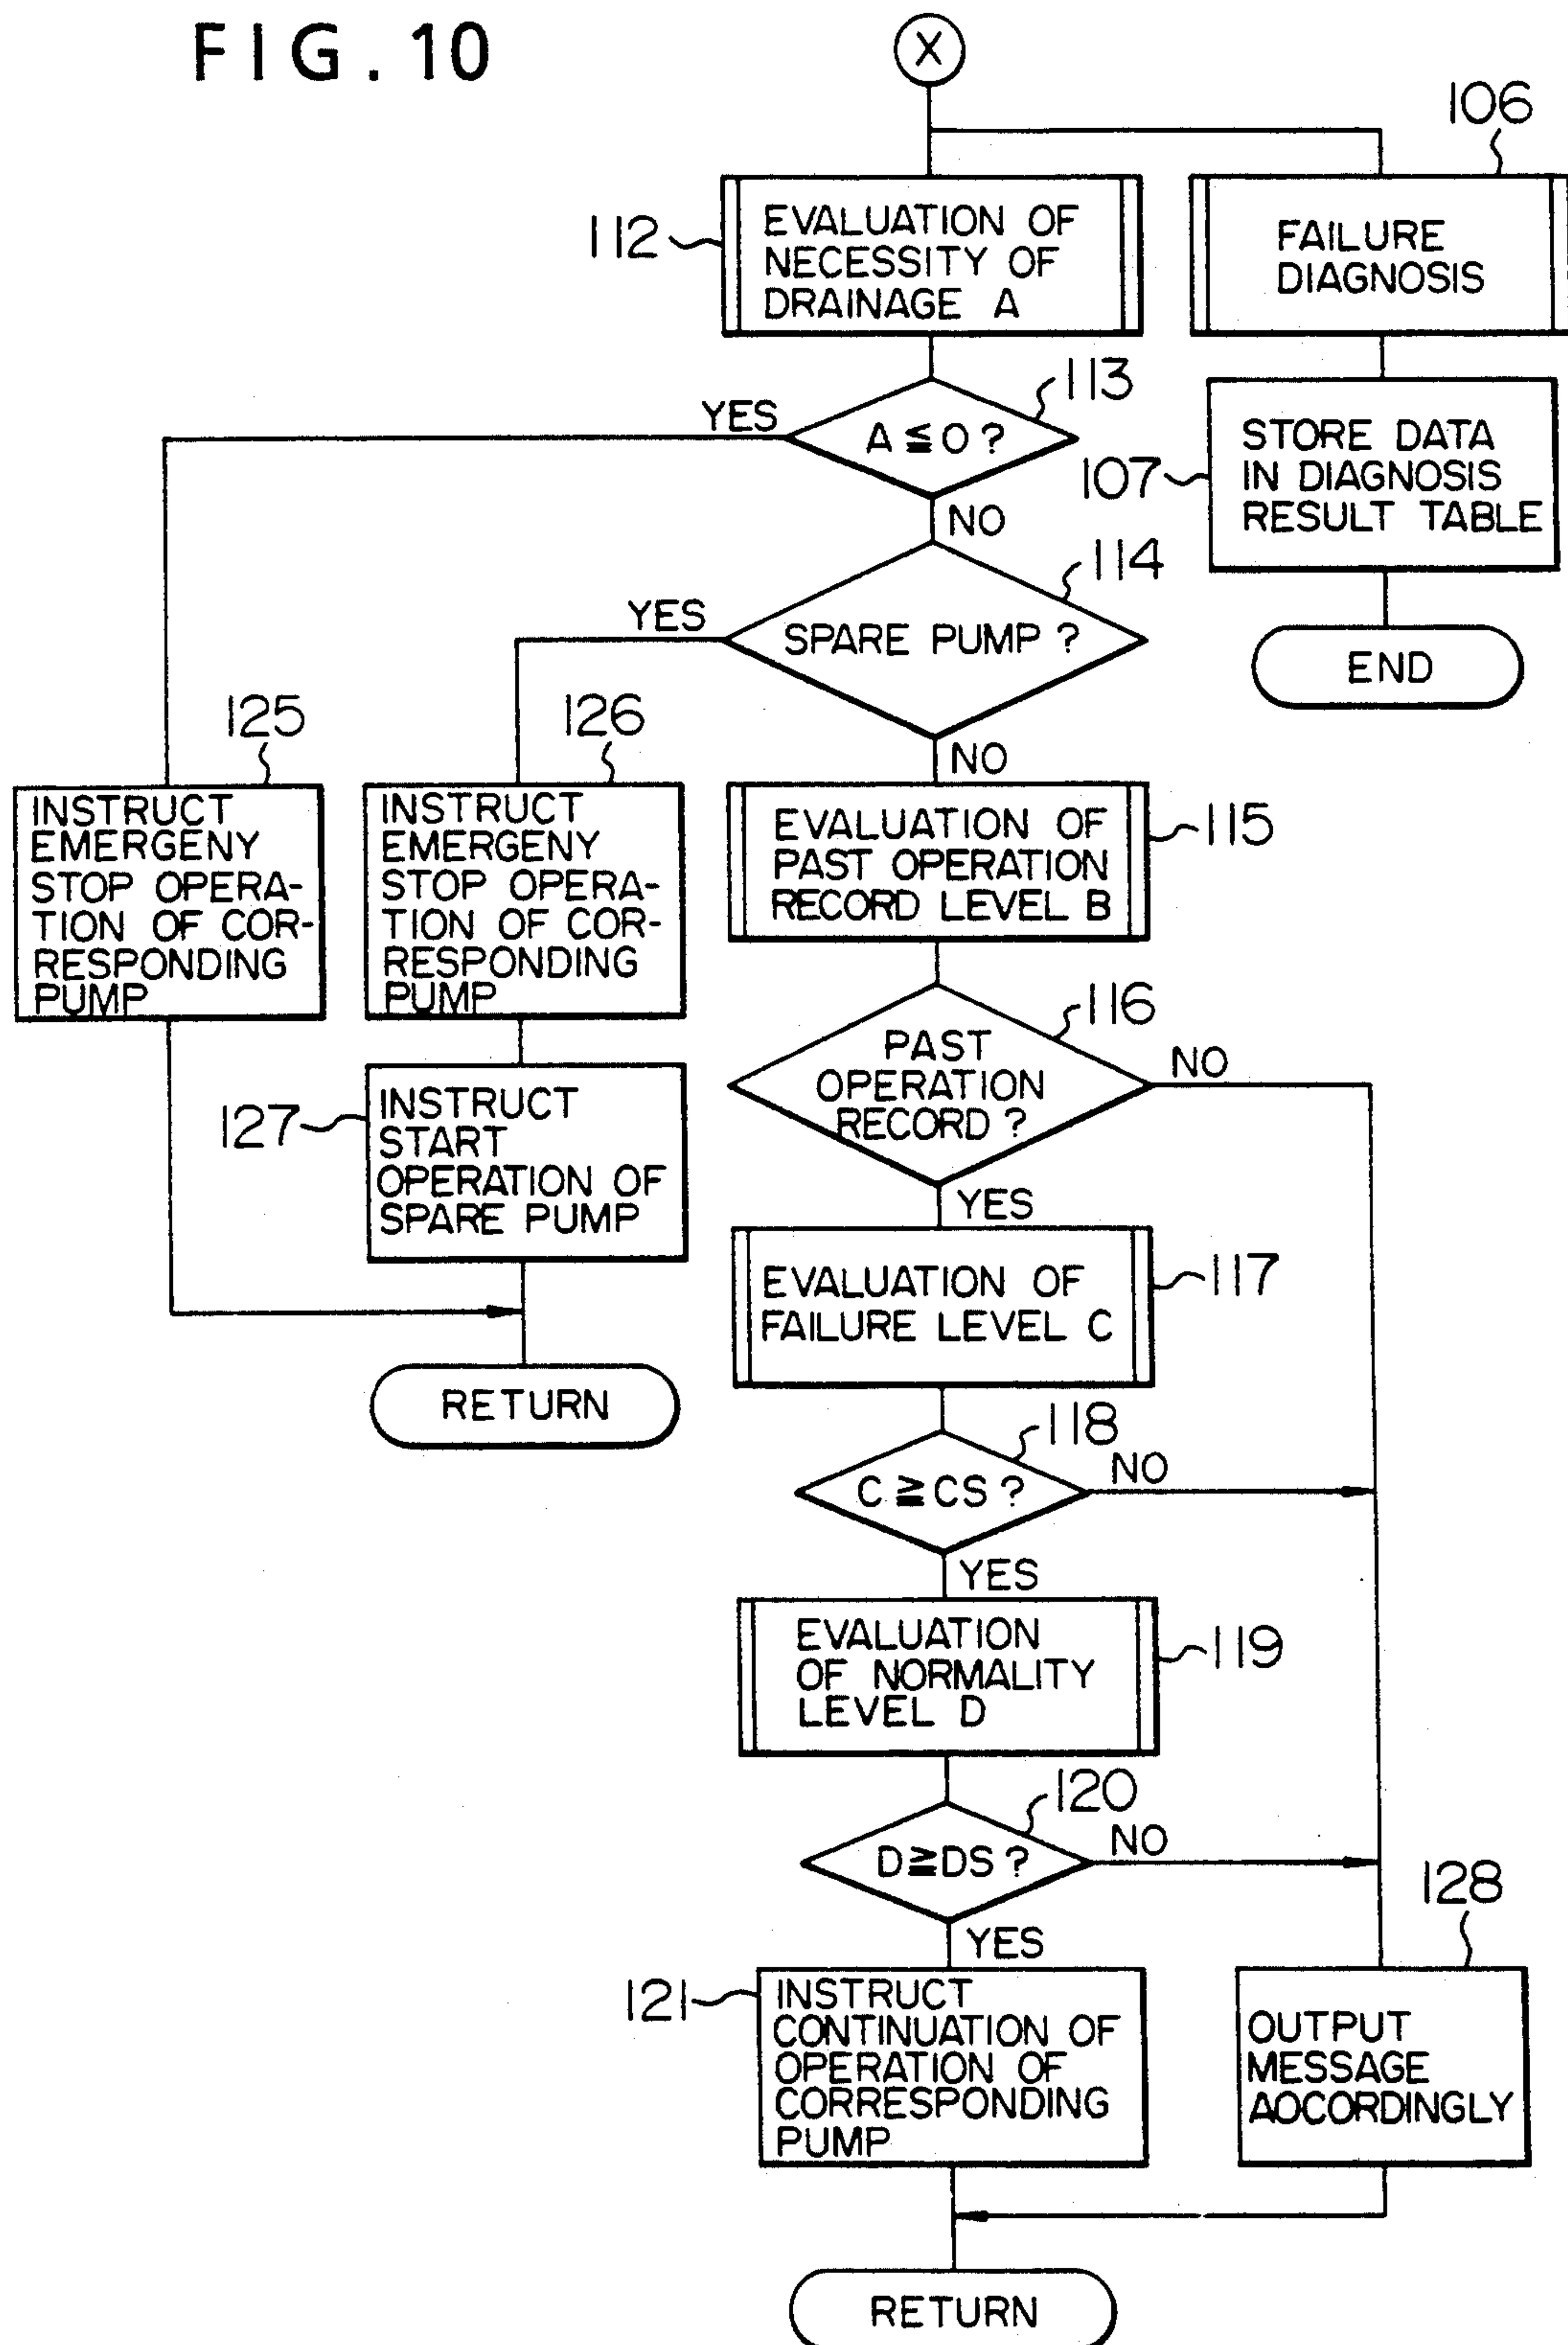 FIG. 10
X
106
112
EVALUATION OF
NECESSITY OF
DRAINAGE A
FAILURE
DIAGNOSIS
113
YES
A ≦ 0 ?
NO
107
STORE DATA
IN DIAGNOSIS
RESULT TABLE
114
YES
SPARE PUMP ?
NO
END
125
126
INSTRUCT
EMERGENY
STOP OPERA-
TION OF COR-
RESPONDING
PUMP
INSTRUCT
EMERGENY
STOP OPERA-
TION OF COR-
RESPONDING
PUMP
EVALUATION OF
PAST OPERATION
RECORD LEVEL B
115
116
PAST
OPERATION
RECORD ?
NO
YES
127
INSTRUCT
START
OPERATION OF
SPARE PUMP
RETURN
EVALUATION OF
FAILURE LEVEL C
117
118
C ≧ CS ?
NO
YES
EVALUATION
OF NORMALITY
LEVEL D
119
120
D ≧ DS ?
NO
YES
128
121
INSTRUCT
CONTINUATION OF
OPERATION OF
CORRESPONDING
PUMP
OUTPUT
MESSAGE
AOCORDINGLY
RETURN